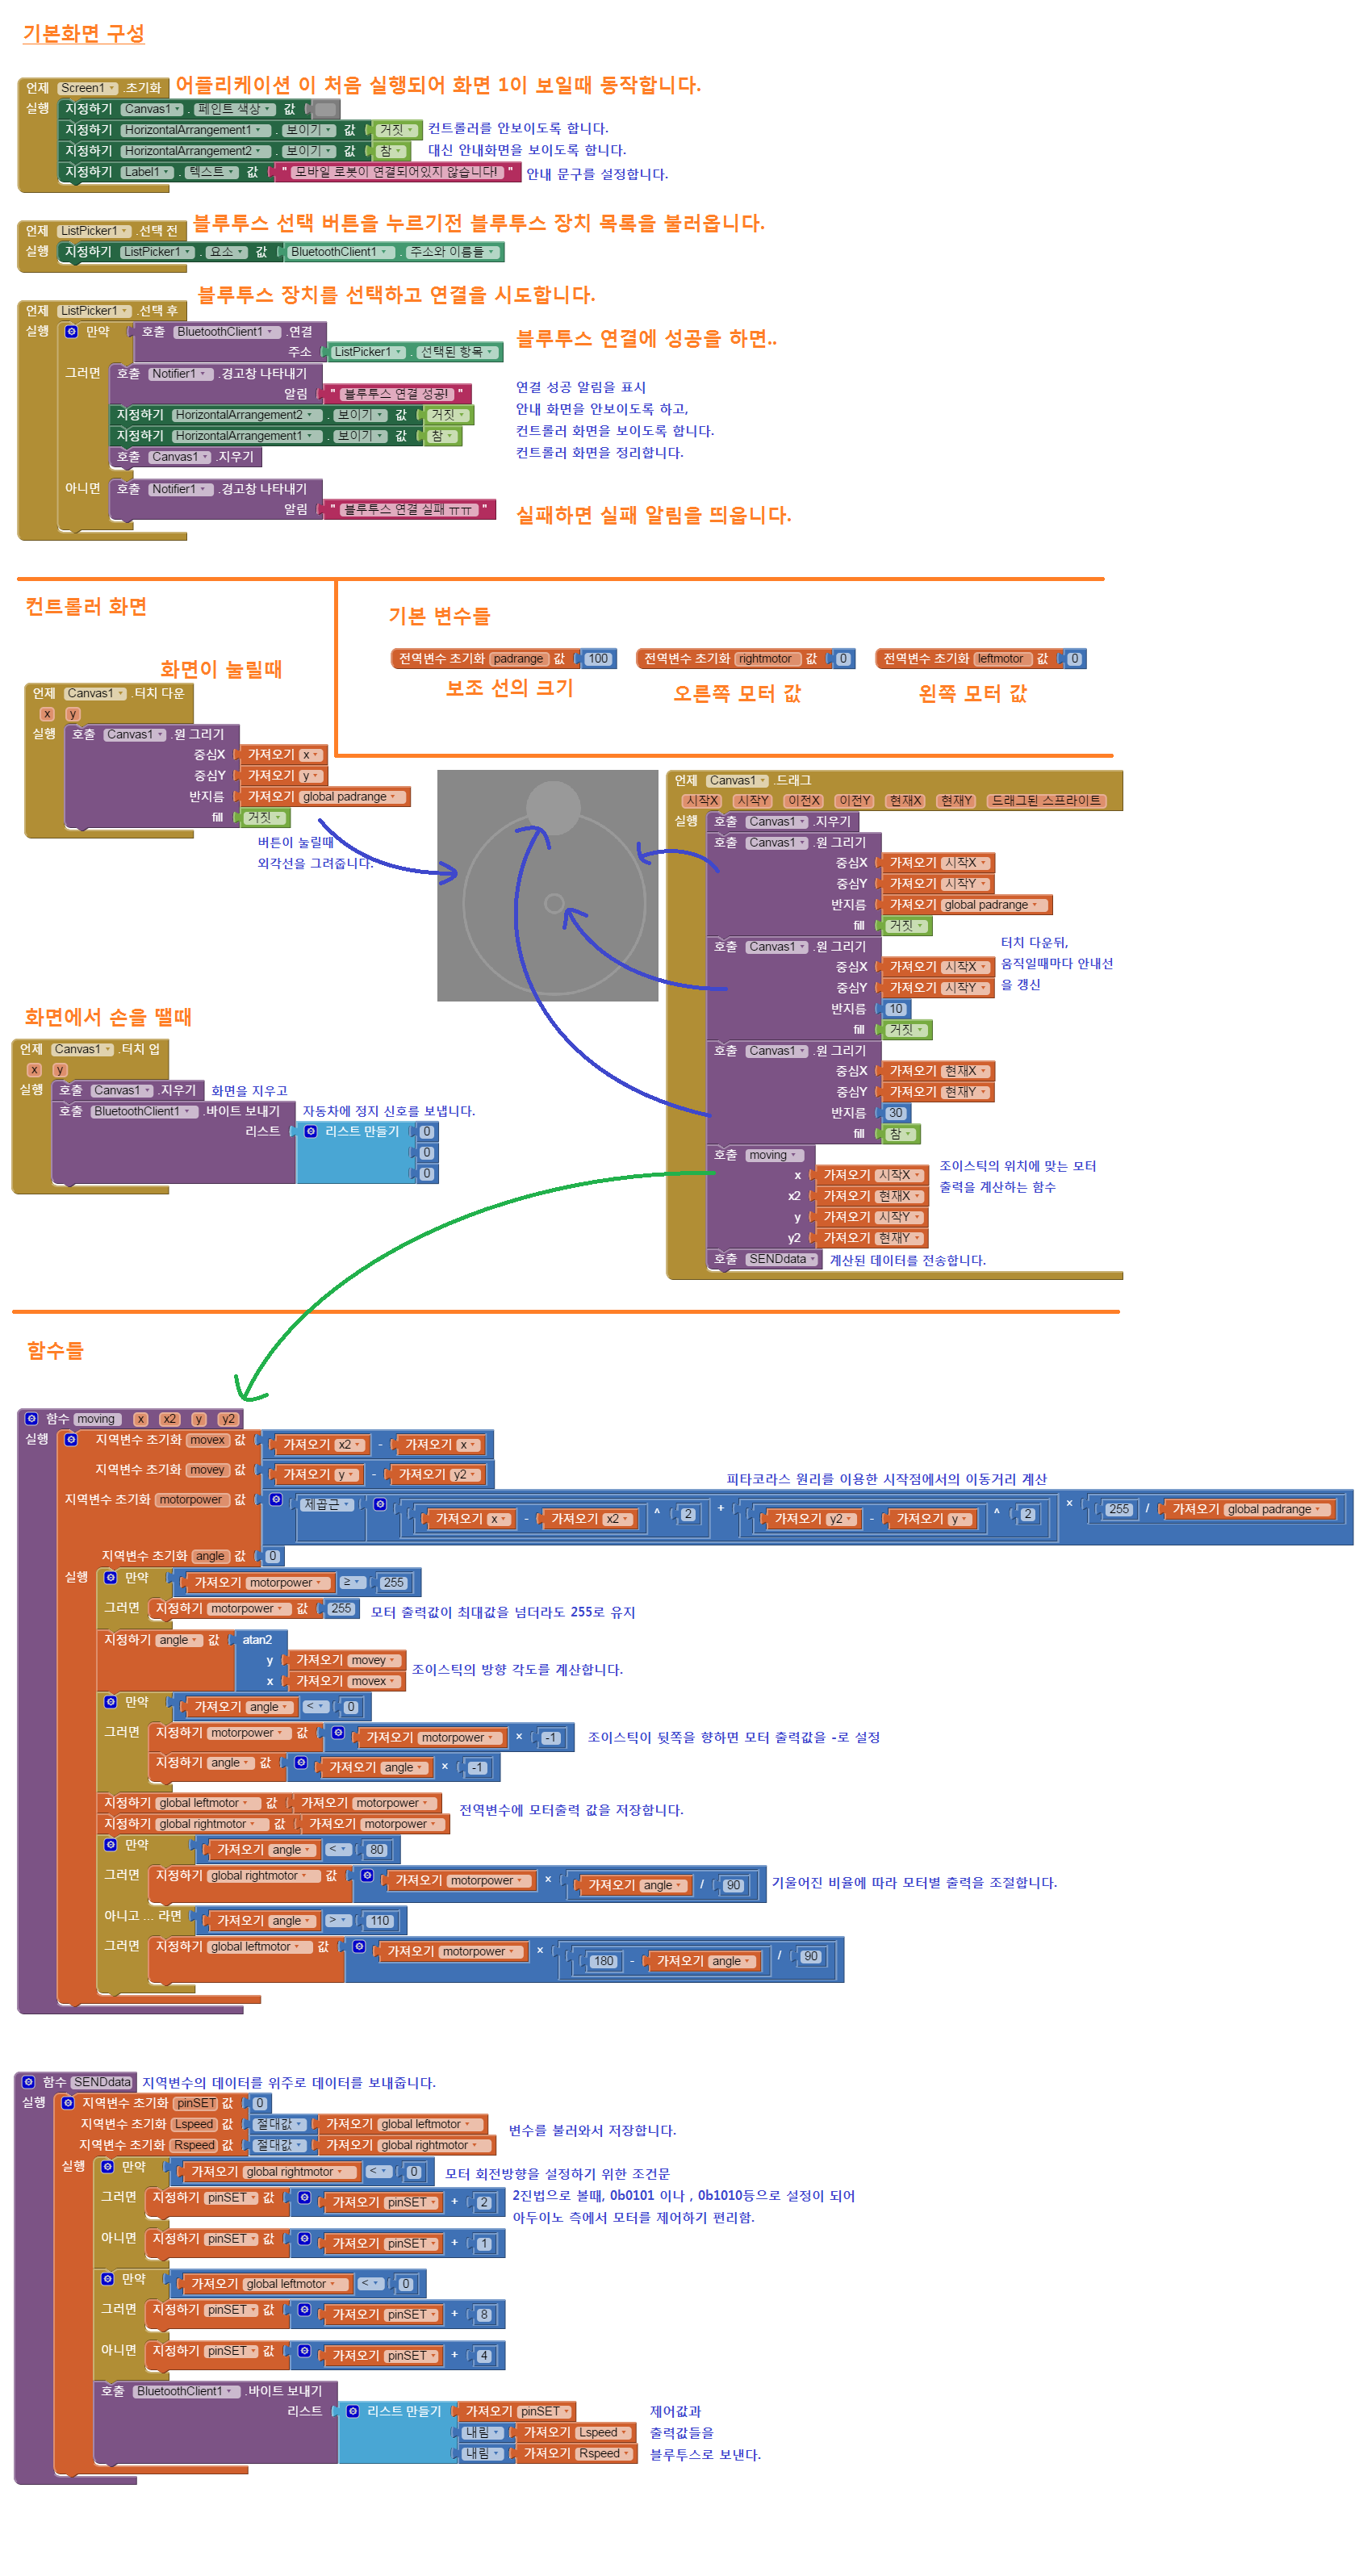 기본화면 구성
언제 Screen1 .초기화 어플리케이션 이 처음 실행되어 화면 1이 보일때 동작합니다.
실행 지정하기 Canvas1 . 페인트 색상 값
지정하기 HorizontalArrangement1 . 보이기 값 거짓 컨트롤러를 안보이도록 합니다.
지정하기 HorizontalArrangement2 . 보이기 값 참 대신 안내화면을 보이도록 합니다.
지정하기 Label1 . 텍스트 값 " 모바일 로봇이 연결되어있지 않습니다! " 안내 문구를 설정합니다.
언제 ListPicker1 .선택 전 블루투스 선택 버튼을 누르기전 블루투스 장치 목록을 불러옵니다.
실행 지정하기 ListPicker1 . 요소 값 BluetoothClient1 . 주소와 이름들
블루투스 장치를 선택하고 연결을 시도합니다.
언제 ListPicker1 .선택 후
실행 만약 호출 BluetoothClient1 .연결
블루투스 연결에 성공을 하면..
주소 ListPicker1 . 선택된 항목
그러면 호출 Notifier1 .경고창 나타내기
알림 " 블루투스 연결 성공! " 연결 성공 알림을 표시
지정하기 HorizontalArrangement2 . 보이기 값 거짓 안내 화면을 안보이도록 하고,
지정하기 HorizontalArrangement1 . 보이기 값 참 컨트롤러 화면을 보이도록 합니다.
호출 Canvas1 .지우기 컨트롤러 화면을 정리합니다.
아니면 호출 Notifier1 .경고창 나타내기
알림 " 블루투스 연결 실패 ㅠㅠ " 실패하면 실패 알림을 띄웁니다.
컨트롤러 화면
기본 변수들
전역변수 초기화 padrange 값 100 전역변수 초기화 rightmotor 값 0 전역변수 초기화 leftmotor 값 0
보조 선의 크기 오른쪽 모터 값 왼쪽 모터 값
화면이 눌릴때
언제 Canvas1 .터치 다운
x y
실행 호출 Canvas1 .원 그리기
중심X 가져오기 x
중심Y 가져오기 y
반지름 가져오기 global padrange
fill 거짓
버튼이 눌릴때
외각선을 그려줍니다.
언제 Canvas1 .드래그
시작X 시작Y 이전X 이전Y 현재X 현재Y 드래그된 스프라이트
실행 호출 Canvas1 .지우기
호출 Canvas1 .원 그리기
중심X 가져오기 시작X
중심Y 가져오기 시작Y
반지름 가져오기 global padrange
fill 거짓
호출 Canvas1 .원 그리기
중심X 가져오기 시작X
중심Y 가져오기 시작Y
반지름 10
fill 거짓
터치 다운뒤,
움직일때마다 안내선
을 갱신
호출 Canvas1 .원 그리기
중심X 가져오기 현재X
중심Y 가져오기 현재Y
반지름 30
fill 참
호출 moving
x 가져오기 시작X
x2 가져오기 현재X
y 가져오기 시작Y
y2 가져오기 현재Y
조이스틱의 위치에 맞는 모터
출력을 계산하는 함수
호출 SENDdata 계산된 데이터를 전송합니다.
화면에서 손을 땔때
언제 Canvas1 .터치 업
x y
실행 호출 Canvas1 .지우기 화면을 지우고
호출 BluetoothClient1 .바이트 보내기 자동차에 정지 신호를 보냅니다.
리스트 리스트 만들기 0
0
0
함수들
함수 moving x x2 y y2
실행 지역변수 초기화 movex 값 가져오기 x2 - 가져오기 x
지역변수 초기화 movey 값 가져오기 y - 가져오기 y2
피타코라스 원리를 이용한 시작점에서의 이동거리 계산
지역변수 초기화 motorpower 값 제곱근 가져오기 x - 가져오기 x2 ^ 2 + 가져오기 y2 - 가져오기 y ^ 2 × 255 / 가져오기 global padrange
지역변수 초기화 angle 값 0
실행 만약 가져오기 motorpower ≥ 255
그러면 지정하기 motorpower 값 255 모터 출력값이 최대값을 넘더라도 255로 유지
지정하기 angle 값 atan2
y 가져오기 movey
x 가져오기 movex 조이스틱의 방향 각도를 계산합니다.
만약 가져오기 angle < 0
그러면 지정하기 motorpower 값 가져오기 motorpower × -1 조이스틱이 뒷쪽을 향하면 모터 출력값을 -로 설정
지정하기 angle 값 가져오기 angle × -1
지정하기 global leftmotor 값 가져오기 motorpower 전역변수에 모터출력 값을 저장합니다.
지정하기 global rightmotor 값 가져오기 motorpower
만약 가져오기 angle < 80
그러면 지정하기 global rightmotor 값 가져오기 motorpower × 가져오기 angle / 90 기울어진 비율에 따라 모터별 출력을 조절합니다.
아니고 ... 라면 가져오기 angle > 110
그러면 지정하기 global leftmotor 값 가져오기 motorpower × 180 - 가져오기 angle / 90
함수 SENDdata 지역변수의 데이터를 위주로 데이터를 보내줍니다.
실행 지역변수 초기화 pinSET 값 0
지역변수 초기화 Lspeed 값 절대값 가져오기 global leftmotor 변수를 불러와서 저장합니다.
지역변수 초기화 Rspeed 값 절대값 가져오기 global rightmotor
실행 만약 가져오기 global rightmotor < 0 모터 회전방향을 설정하기 위한 조건문
그러면 지정하기 pinSET 값 가져오기 pinSET + 2 2진법으로 볼때, 0b0101 이나 , 0b1010등으로 설정이 되어
아두이노 측에서 모터를 제어하기 편리함.
아니면 지정하기 pinSET 값 가져오기 pinSET + 1
만약 가져오기 global leftmotor < 0
그러면 지정하기 pinSET 값 가져오기 pinSET + 8
아니면 지정하기 pinSET 값 가져오기 pinSET + 4
호출 BluetoothClient1 .바이트 보내기
리스트 리스트 만들기 가져오기 pinSET 제어값과
내림 가져오기 Lspeed 출력값들을
내림 가져오기 Rspeed 블루투스로 보낸다.